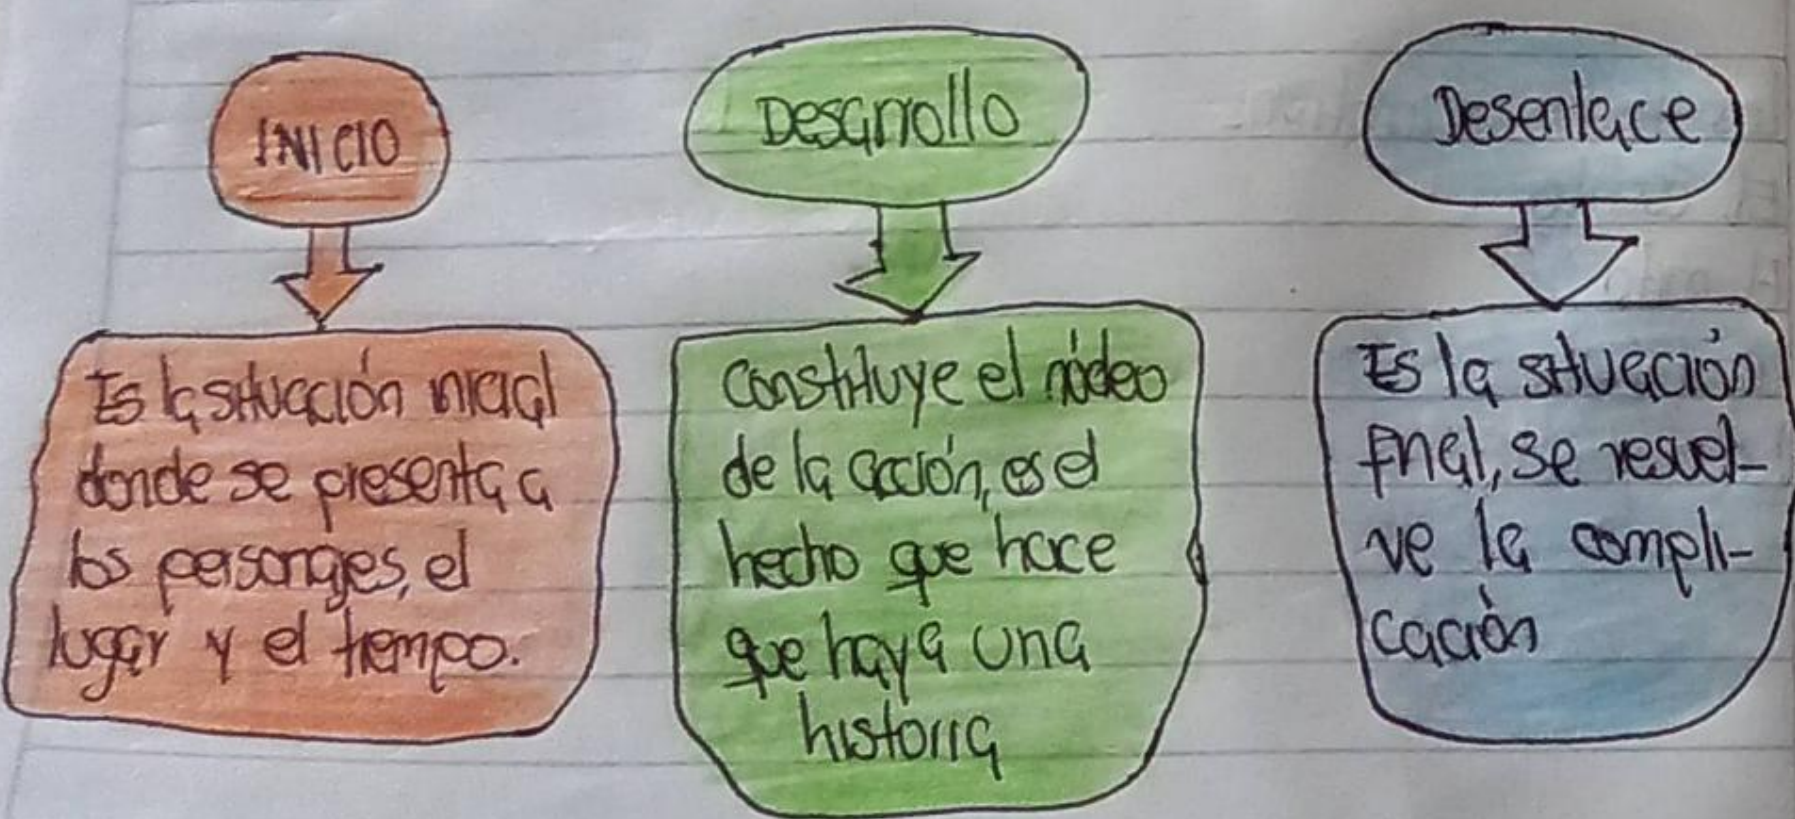 INICIO
Es la situación inicial
donde se presenta a
los personajes, el
lugar y el tiempo.
Desarrollo
Constituye el núcleo
de la acción, es el
hecho que hace
que haya una
historia
Desenlace
Es la situación
final, se resuel-
ve la compli-
cación